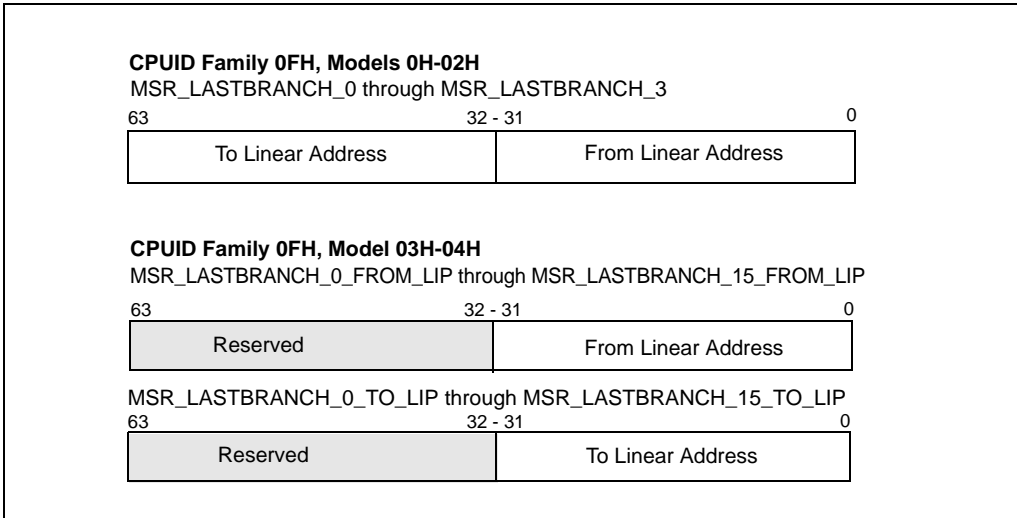 CPUID Family 0FH, Models 0H-02H
MSR_LASTBRANCH_0 through MSR_LASTBRANCH_3
63 32 - 31 0
To Linear Address From Linear Address
CPUID Family 0FH, Model 03H-04H
MSR_LASTBRANCH_0_FROM_LIP through MSR_LASTBRANCH_15_FROM_LIP
63 32 - 31 0
Reserved From Linear Address
MSR_LASTBRANCH_0_TO_LIP through MSR_LASTBRANCH_15_TO_LIP
63 32 - 31 0
Reserved To Linear Address